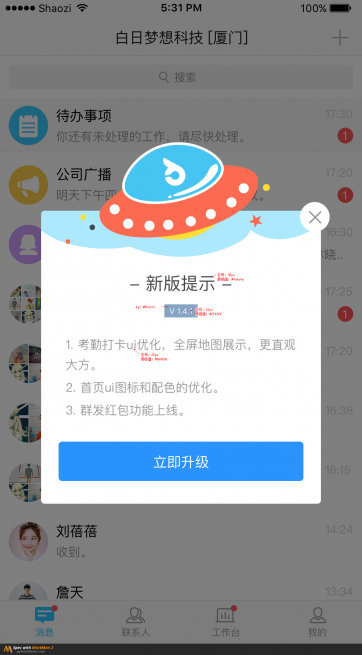 Shaozi 5:31 PM 100%
白日梦想科技 [厦门]
搜索
待办事项 17:30
你还有未处理的工作，请尽快处理。 1
公司广播 17:20
明天下午四
1
16:30
晓..
– 新版提示 –
V 1.4.
17:25
1
1. 考勤打卡ui优化，全屏地图展示，更直观
大方。
2. 首页ui图标和配色的优化。
3. 群发红包功能上线。
16:38
立即升级
16:15
刘蓓蓓 14:24
收到。
詹天 13:34
消息 联系人 工作台 我的
Spec with MarkMan 2